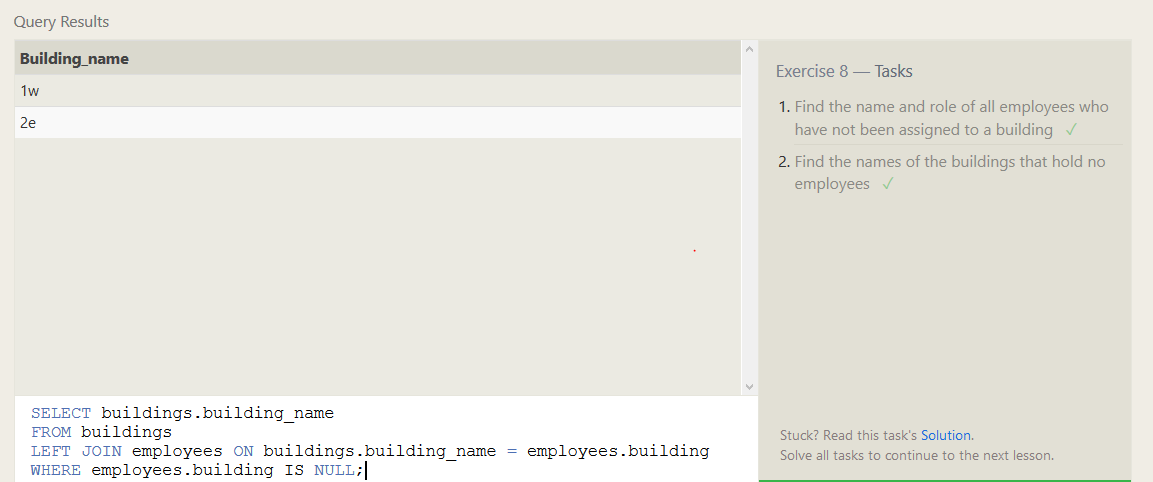 Query Results
Building_name
1w
2e
SELECT buildings.building_name
FROM buildings
LEFT JOIN employees ON buildings.building_name = employees.building
WHERE employees.building IS NULL;
Exercise 8 — Tasks
1. Find the name and role of all employees who
have not been assigned to a building ✓
2. Find the names of the buildings that hold no
employees ✓
Stuck? Read this task's Solution.
Solve all tasks to continue to the next lesson.